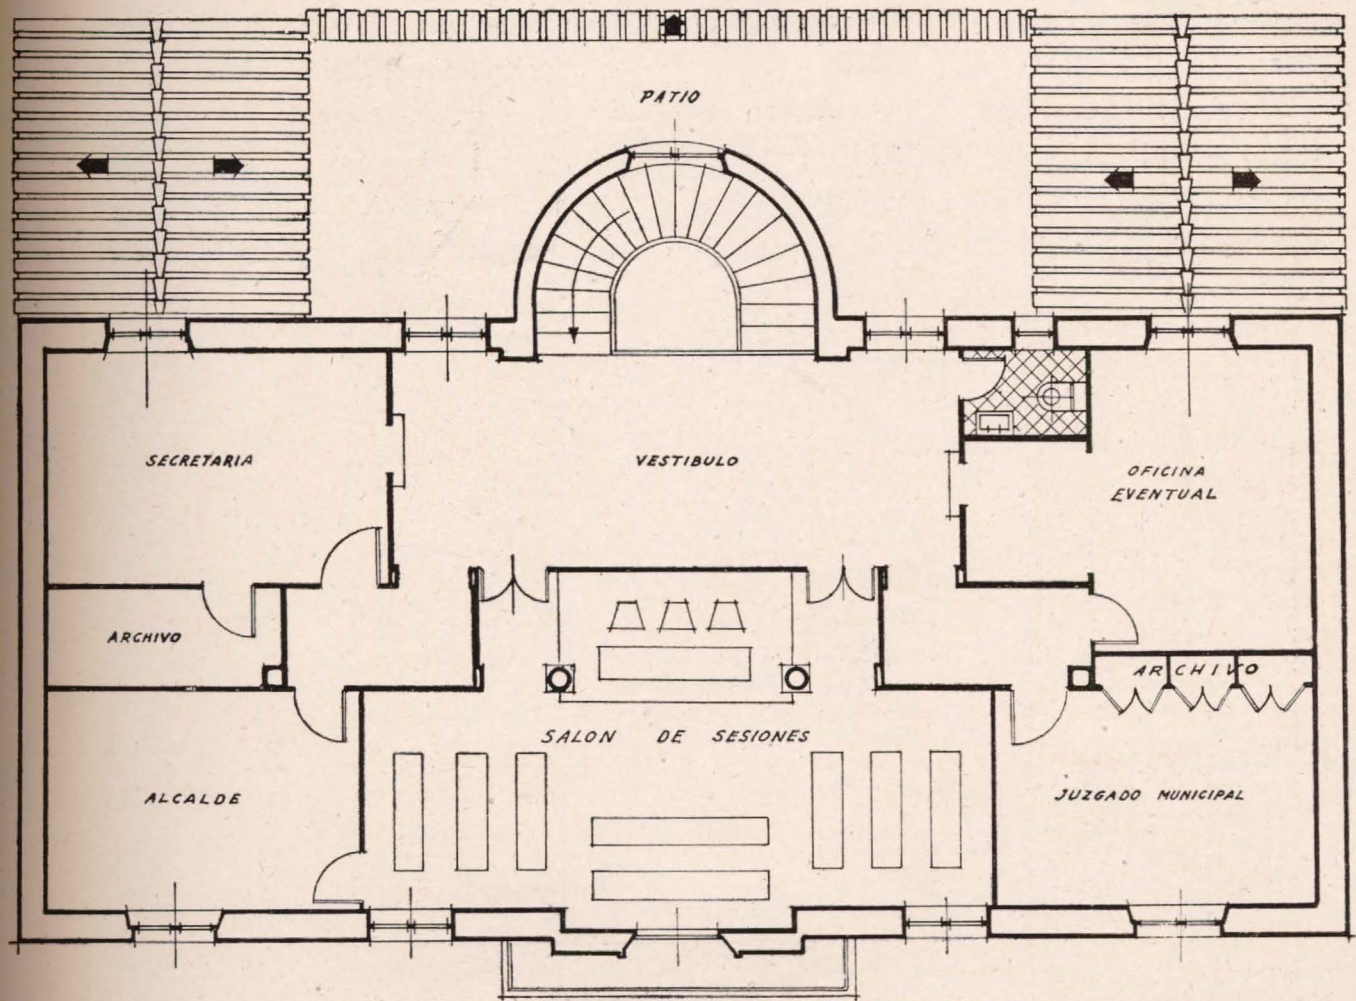 PATIO
SECRETARIA
VESTIBULO
OFICINA
EVENTUAL
ARCHIVO
ARCHIVO
SALON DE SESIONES
ALCALDE
JUZGADO MUNICIPAL